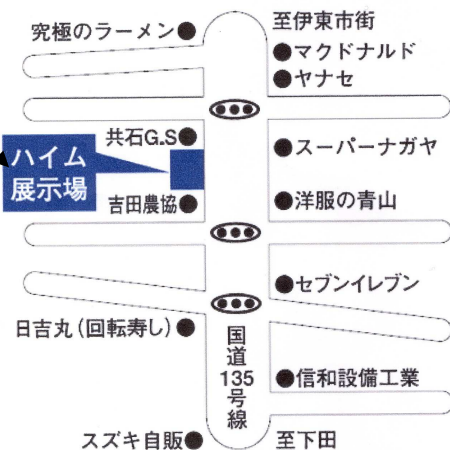 至伊東市街
究極のラーメン
マクドナルド
ヤナセ
共石G.S
スーパーナガヤ
ハイム
展示場
吉田農協
洋服の青山
セブンイレブン
日吉丸(回転寿し)
国道135号線
信和設備工業
スズキ自販
至下田